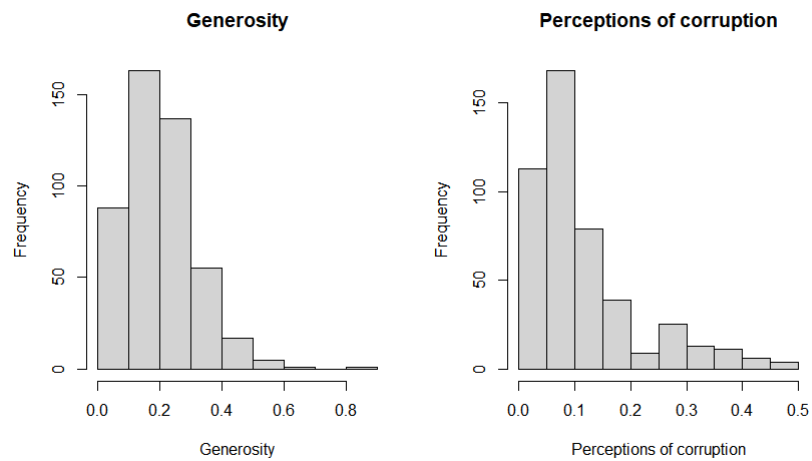 Generosity
Frequency
0 50 100 150
0.0 0.2 0.4 0.6 0.8
Generosity
Perceptions of corruption
Frequency
0 50 100 150
0.0 0.1 0.2 0.3 0.4 0.5
Perceptions of corruption